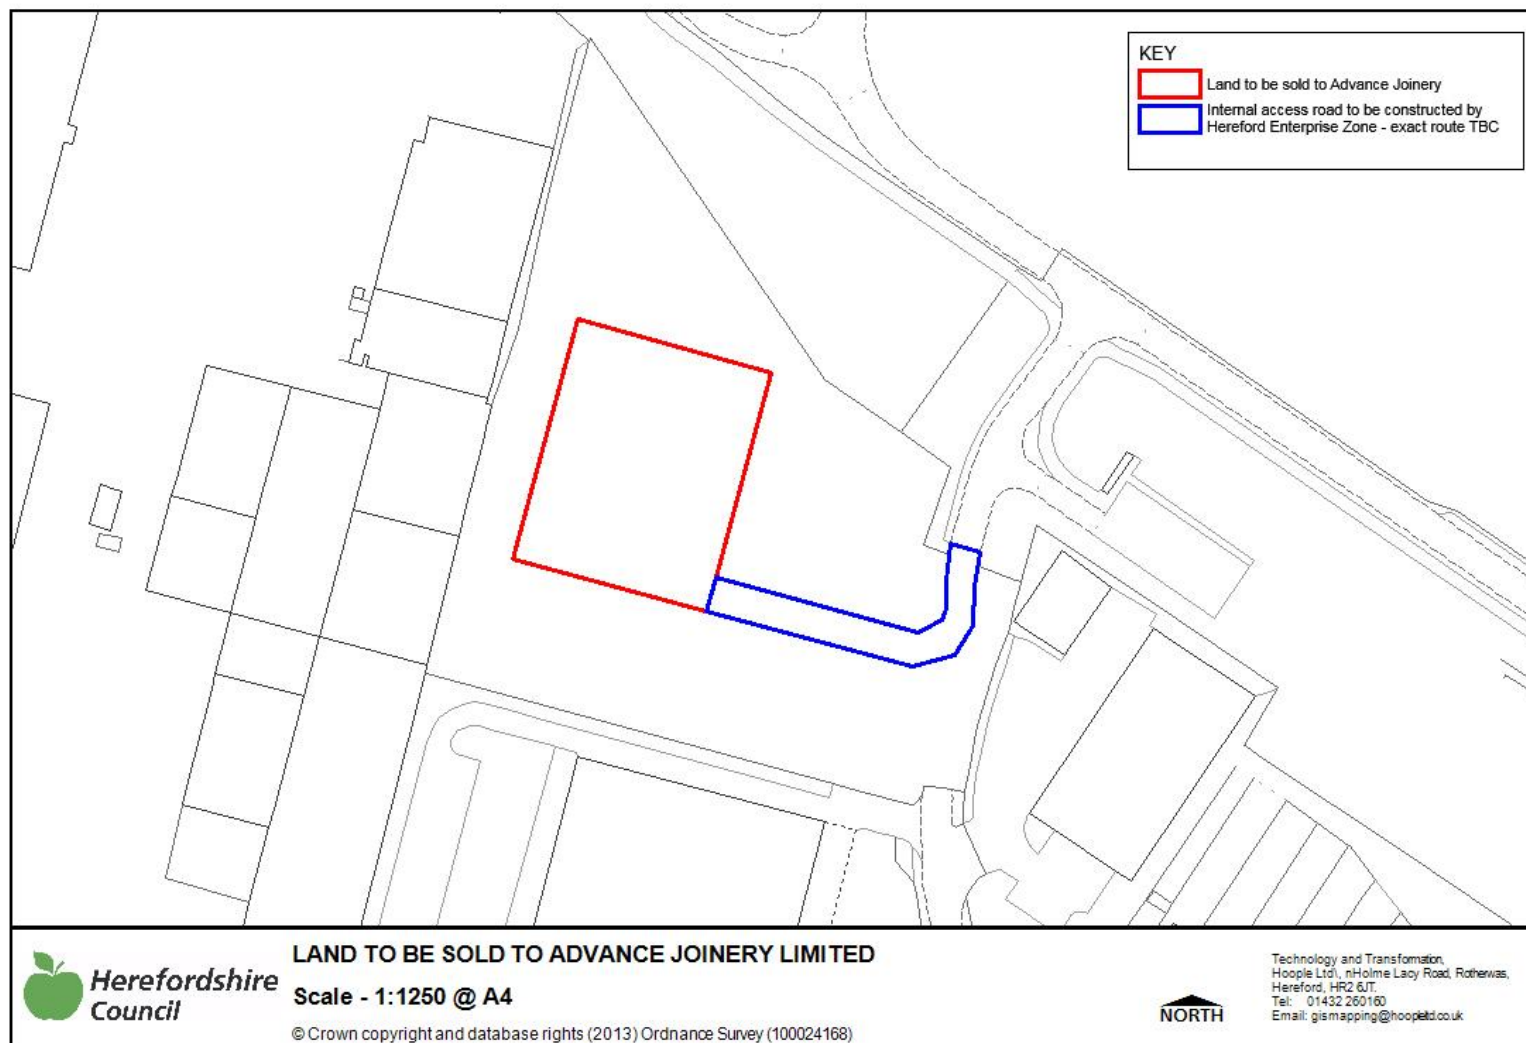 KEY
Land to be sold to Advance Joinery
Internal access road to be constructed by
Hereford Enterprise Zone - exact route TBC
Herefordshire
Council
LAND TO BE SOLD TO ADVANCE JOINERY LIMITED
Scale - 1:1250 @ A4
© Crown copyright and database rights (2013) Ordnance Survey (100024168)
NORTH
Technology and Transformation,
Hoople Ltd\, nHolme Lacy Road, Rotherwas,
Hereford, HR2 6JT.
Tel: 01432 260160
Email: gismapping@hoopleltd.co.uk